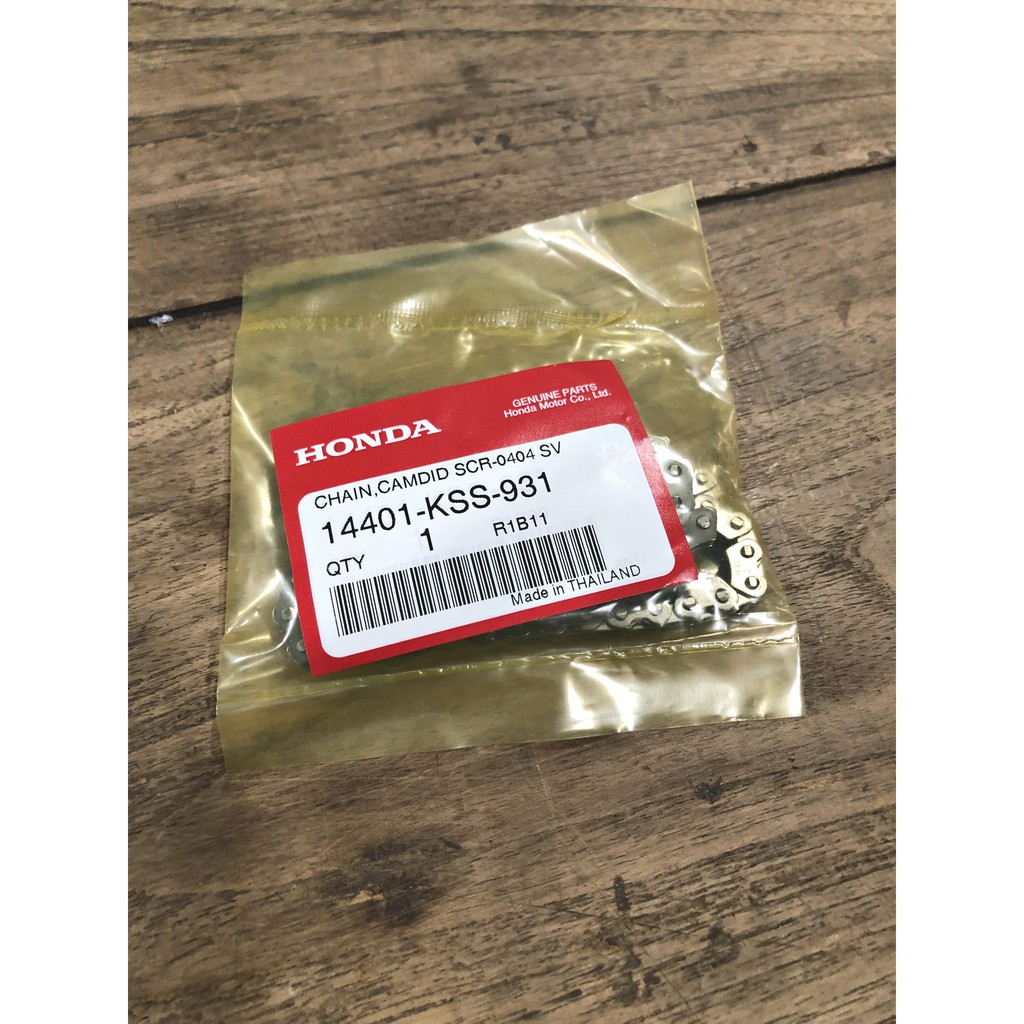 HONDA
GENUINE PARTS
Honda Motor Co., Ltd.
CHAIN,CAMDID SCR-0404 SV
14401-KSS-931
QTY 1 R1B11
Made in THAILAND